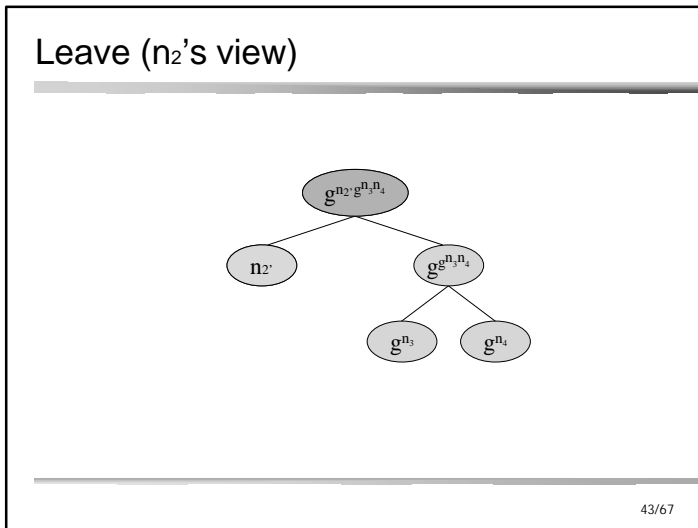 Leave (n₂'s view)
g^{n₂' g^{n₃n₄}}
n₂'
g^{g^{n₃n₄}}
g^{n₃}
g^{n₄}
43/67